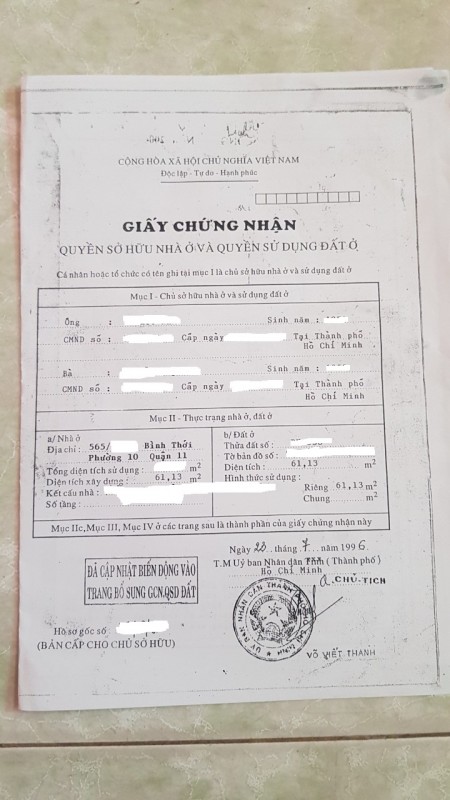 CỘNG HÒA XÃ HỘI CHỦ NGHĨA VIỆT NAM
Độc lập - Tự do - Hạnh phúc
GIẤY CHỨNG NHẬN
QUYỀN SỞ HỮU NHÀ Ở VÀ QUYỀN SỬ DỤNG ĐẤT Ở
Cá nhân hoặc tổ chức có tên ghi tại mục I là chủ sở hữu nhà ở và sử dụng đất ở
Mục I - Chủ sở hữu nhà ở và sử dụng đất ở
Ông : Sinh năm :
CMND số : Cấp ngày Tại Thành phố
Hồ Chí Minh
Bà Sinh năm :
CMND số : Cấp ngày Tại Thành phố
Hồ Chí Minh
Mục II - Thực trạng nhà ở, đất ở
a/ Nhà ở
Địa chỉ : 565/ Bình Thới
Phường 10 Quận 11
Tổng diện tích sử dụng : m2
Diện tích xây dựng : 61,13 m2
Kết cấu nhà :
Số tầng :
b/ Đất ở
Thửa đất số :
Tờ bản đồ số :
Diện tích : 61,13 m2
Hình thức sử dụng :
Riêng 61,13 m2
Chung m2
Mục IIc, Mục III, Mục IV ở các trang sau là thành phần của giấy chứng nhận này
Ngày 20 tháng 7 năm 1996
T.M Ủy ban Nhân dân Tỉnh (Thành phố)
Hồ Chí Minh
CHỦ-TỊCH
ĐÃ CẬP NHẬT BIẾN ĐỘNG VÀO
TRANG BỔ SUNG GCN.QSD ĐẤT
Hồ sơ gốc số
(BẢN CẤP CHO CHỦ SỞ HỮU)
VÕ VIẾT THANH